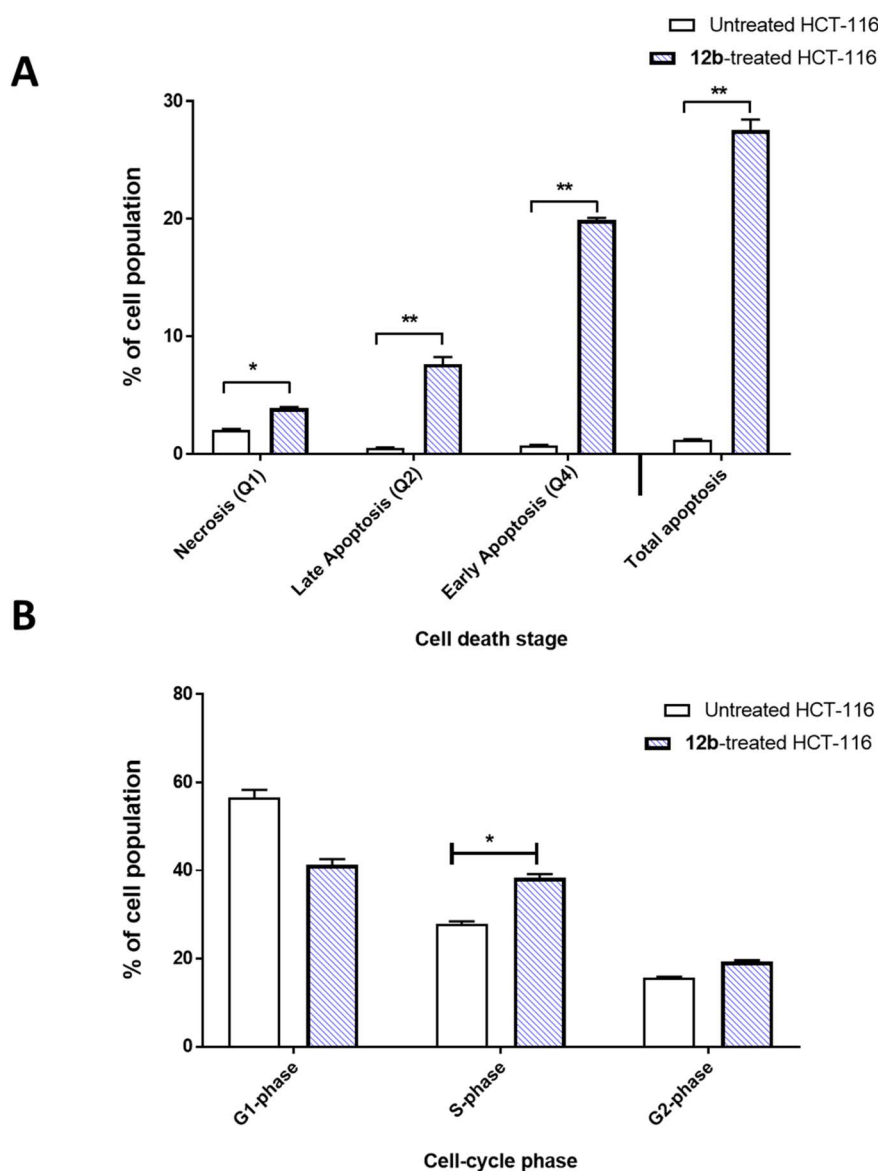 Untreated HCT-116
12b-treated HCT-116
A
30
20
10
0
% of cell population
*
**
**
**
Necrosis (Q1)
Late Apoptosis (Q2)
Early Apoptosis (Q4)
Total apoptosis
Cell death stage
B
80
60
40
20
0
% of cell population
Untreated HCT-116
12b-treated HCT-116
*
G1-phase
S-phase
G2-phase
Cell-cycle phase